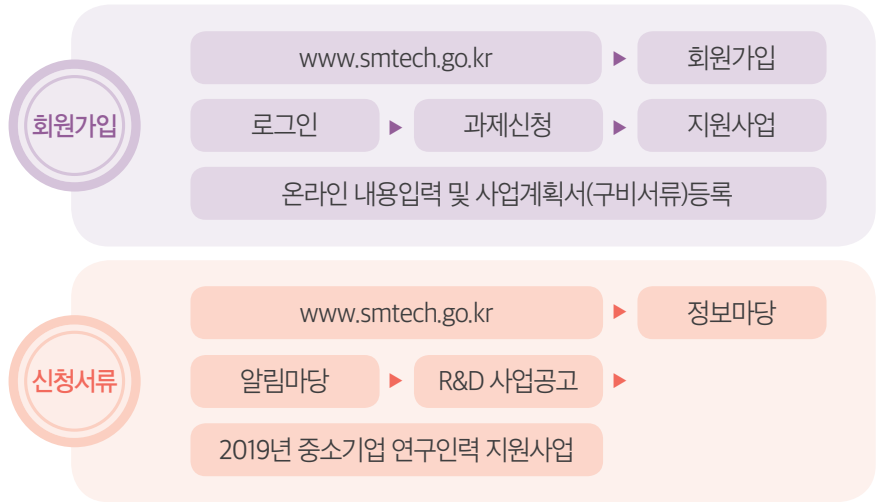 회원가입
www.smtech.go.kr ▶ 회원가입
로그인 ▶ 과제신청 ▶ 지원사업
온라인 내용입력 및 사업계획서(구비서류)등록
신청서류
www.smtech.go.kr ▶ 정보마당
알림마당 ▶ R&D 사업공고 ▶
2019년 중소기업 연구인력 지원사업